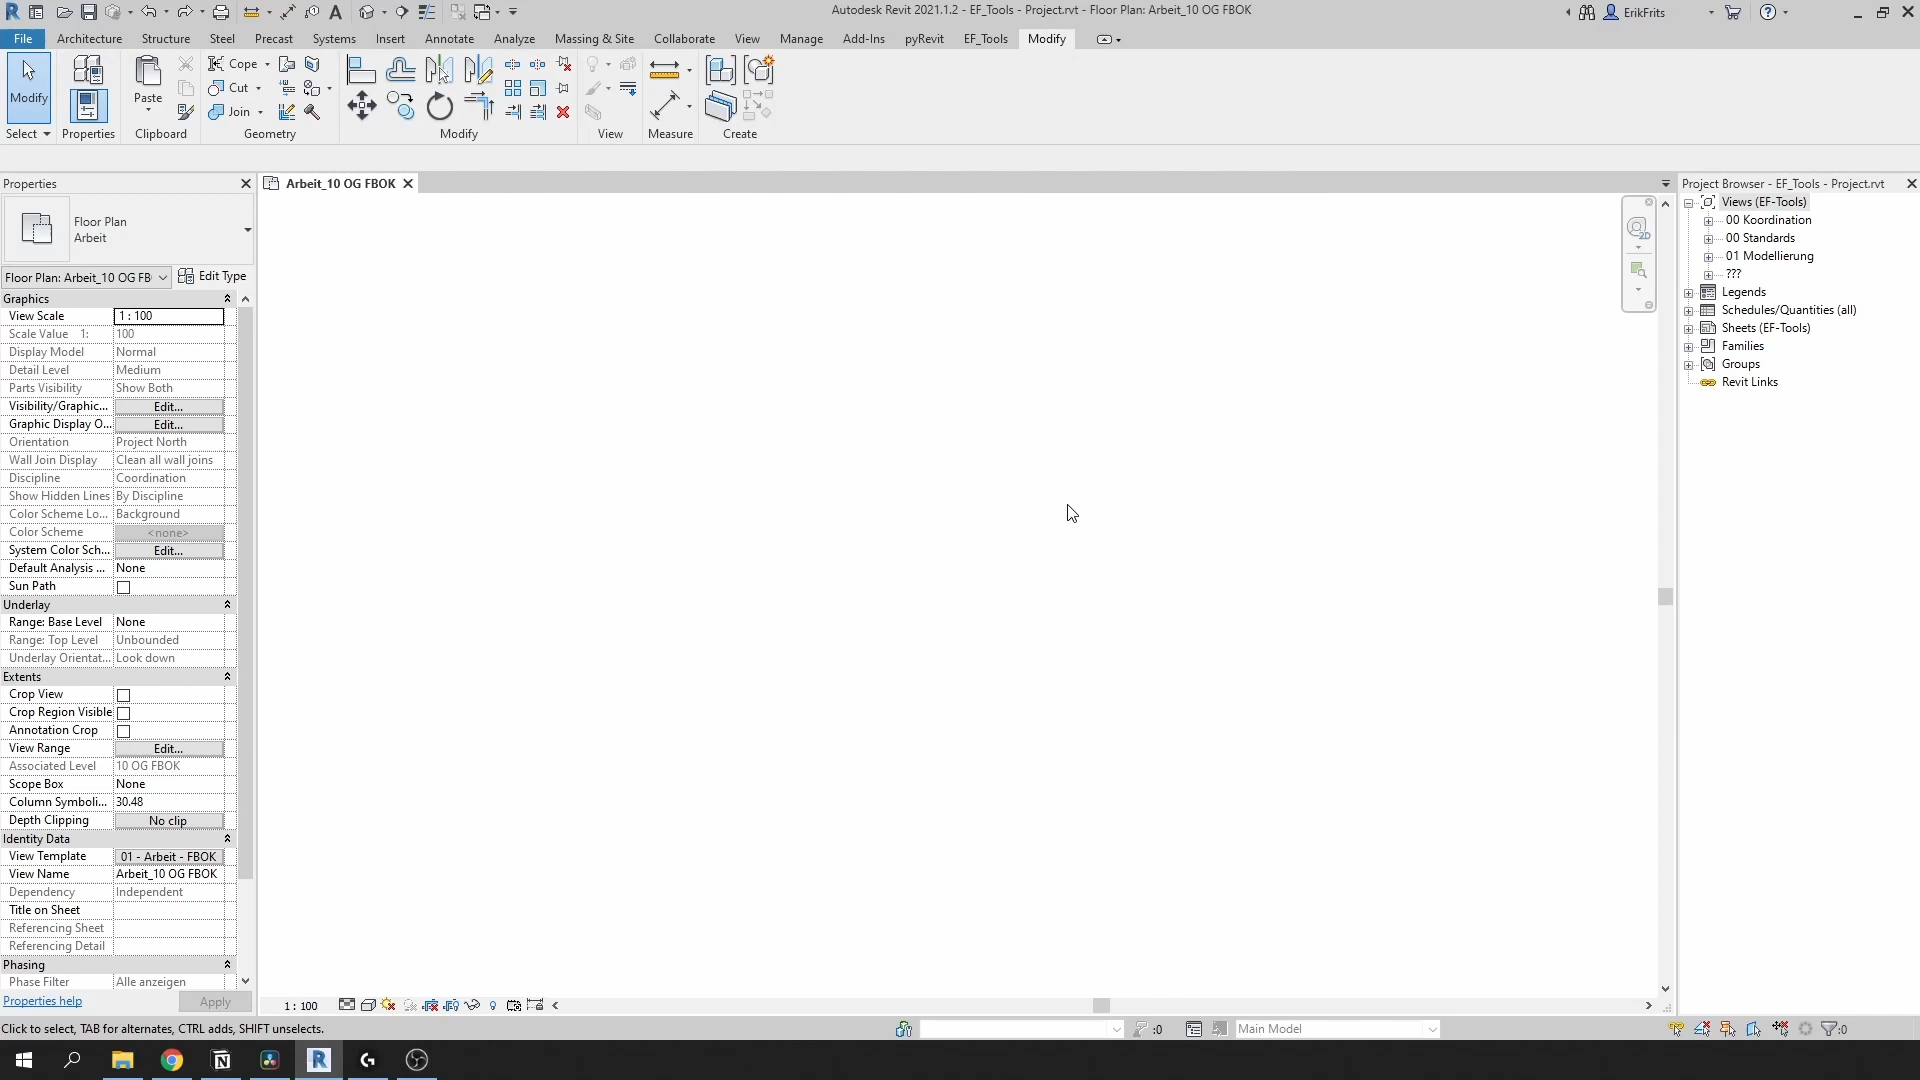 Autodesk Revit 2021.1.2 - EF_Tools - Project.rvt - Floor Plan: Arbeit_10 OG FBOK
ErikFrits
File Architecture Structure Steel Precast Systems Insert Annotate Analyze Massing & Site Collaborate View Manage Add-Ins pyRevit EF_Tools Modify
Modify
Paste
Cope
Cut
Join
Select Properties Clipboard Geometry Modify View Measure Create
Properties
Floor Plan
Arbeit
Floor Plan: Arbeit_10 OG FB
Edit Type
Graphics
View Scale 1 : 100
Scale Value 1: 100
Display Model Normal
Detail Level Medium
Parts Visibility Show Both
Visibility/Graphic... Edit...
Graphic Display O... Edit...
Orientation Project North
Wall Join Display Clean all wall joins
Discipline Coordination
Show Hidden Lines By Discipline
Color Scheme Lo... Background
Color Scheme <none>
System Color Sch... Edit...
Default Analysis ... None
Sun Path
Underlay
Range: Base Level None
Range: Top Level Unbounded
Underlay Orientat... Look down
Extents
Crop View
Crop Region Visible
Annotation Crop
View Range Edit...
Associated Level 10 OG FBOK
Scope Box None
Column Symboli... 30.48
Depth Clipping No clip
Identity Data
View Template 01 - Arbeit - FBOK
View Name Arbeit_10 OG FBOK
Dependency Independent
Title on Sheet
Referencing Sheet
Referencing Detail
Phasing
Phase Filter Alle anzeigen
Properties help Apply
Arbeit_10 OG FBOK
2D
1 : 100
Project Browser - EF_Tools - Project.rvt
Views (EF-Tools)
00 Koordination
00 Standards
01 Modellierung
???
Legends
Schedules/Quantities (all)
Sheets (EF-Tools)
Families
Groups
Revit Links
Click to select, TAB for alternates, CTRL adds, SHIFT unselects.
:0
Main Model
:0